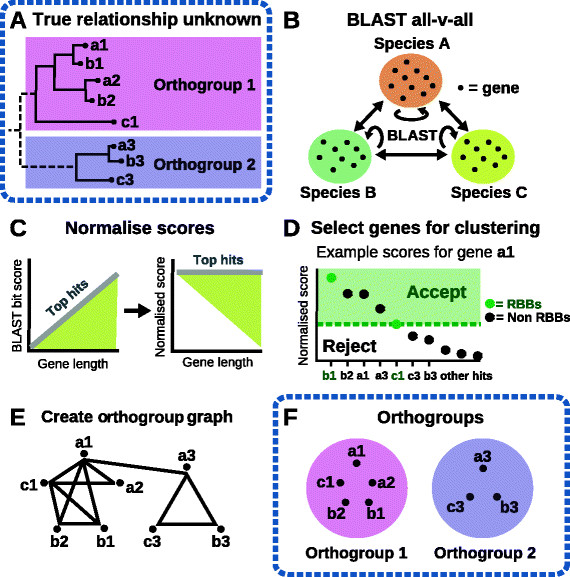 A True relationship unknown
a1
b1
a2
b2
Orthogroup 1
c1
a3
b3
c3
Orthogroup 2
B BLAST all-v-all
Species A
• = gene
BLAST
Species B
Species C
C Normalise scores
BLAST bit score
Top hits
Gene length
Normalised score
Top hits
Gene length
D Select genes for clustering
Example scores for gene a1
Normalised score
Accept
Reject
= RBBs
= Non RBBs
b1 b2 a1 a3 c1 c3 b3 other hits
E Create orthogroup graph
a1
a3
c1
a2
b2
b1
c3
b3
F Orthogroups
a1
c1
a2
b2
b1
a3
c3
b3
Orthogroup 1
Orthogroup 2